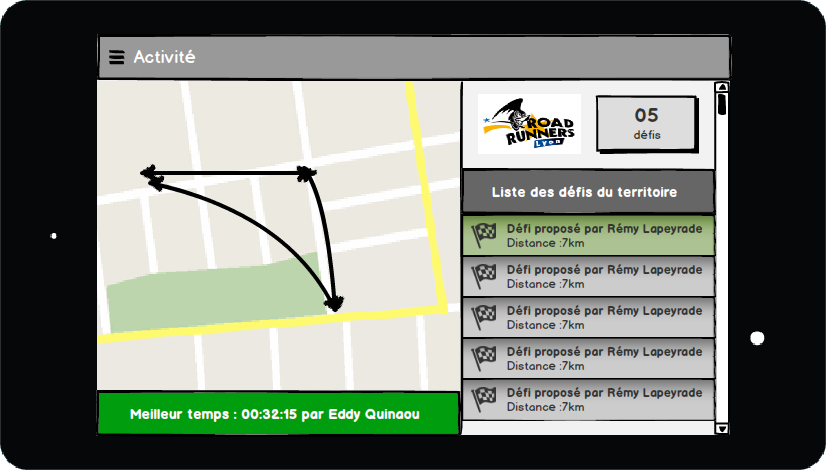 Activité
ROAD
RUNNERS
Lyon
05
défis
Liste des défis du territoire
Défi proposé par Rémy Lapeyrade
Distance :7km
Défi proposé par Rémy Lapeyrade
Distance :7km
Défi proposé par Rémy Lapeyrade
Distance :7km
Défi proposé par Rémy Lapeyrade
Distance :7km
Défi proposé par Rémy Lapeyrade
Distance :7km
Meilleur temps : 00:32:15 par Eddy Quinaou